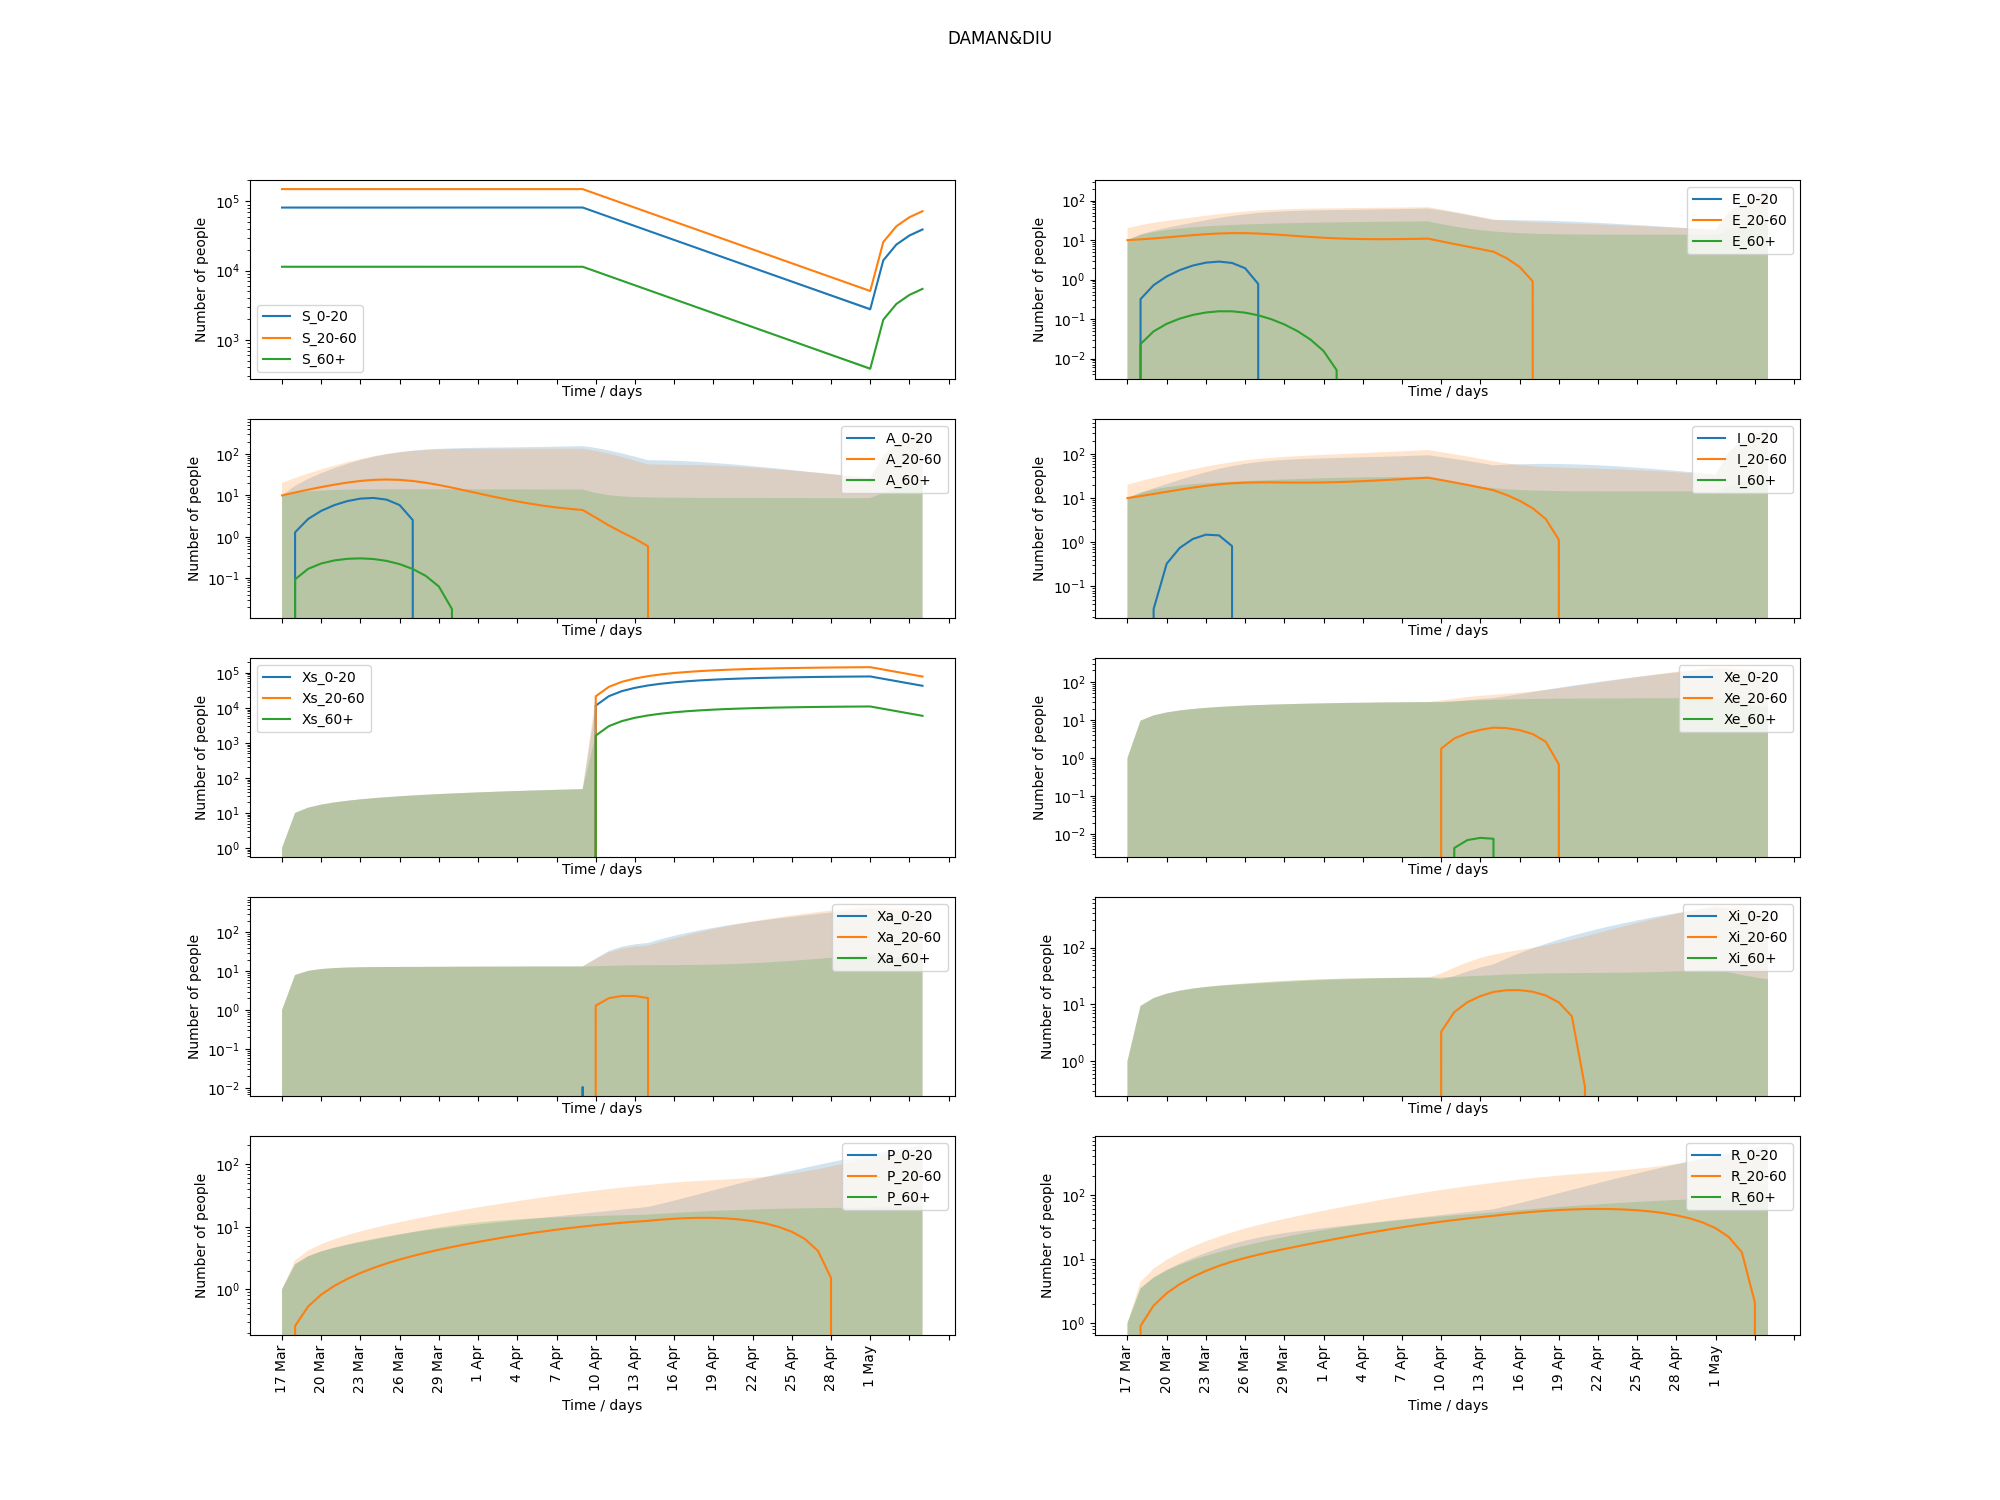 DAMAN&DIU
Number of people
10^5
10^4
10^3
S_0-20
S_20-60
S_60+
Time / days
Number of people
10^2
10^1
10^0
10^-1
10^-2
E_0-20
E_20-60
E_60+
Time / days
Number of people
10^2
10^1
10^0
10^-1
A_0-20
A_20-60
A_60+
Time / days
Number of people
10^2
10^1
10^0
10^-1
I_0-20
I_20-60
I_60+
Time / days
Number of people
10^5
10^4
10^3
10^2
10^1
10^0
Xs_0-20
Xs_20-60
Xs_60+
Time / days
Number of people
10^2
10^1
10^0
10^-1
10^-2
Xe_0-20
Xe_20-60
Xe_60+
Time / days
Number of people
10^2
10^1
10^0
10^-1
10^-2
Xa_0-20
Xa_20-60
Xa_60+
Time / days
Number of people
10^2
10^1
10^0
Xi_0-20
Xi_20-60
Xi_60+
Time / days
Number of people
10^2
10^1
10^0
P_0-20
P_20-60
P_60+
17 Mar
20 Mar
23 Mar
26 Mar
29 Mar
1 Apr
4 Apr
7 Apr
10 Apr
13 Apr
16 Apr
19 Apr
22 Apr
25 Apr
28 Apr
1 May
Time / days
Number of people
10^2
10^1
10^0
R_0-20
R_20-60
R_60+
17 Mar
20 Mar
23 Mar
26 Mar
29 Mar
1 Apr
4 Apr
7 Apr
10 Apr
13 Apr
16 Apr
19 Apr
22 Apr
25 Apr
28 Apr
1 May
Time / days